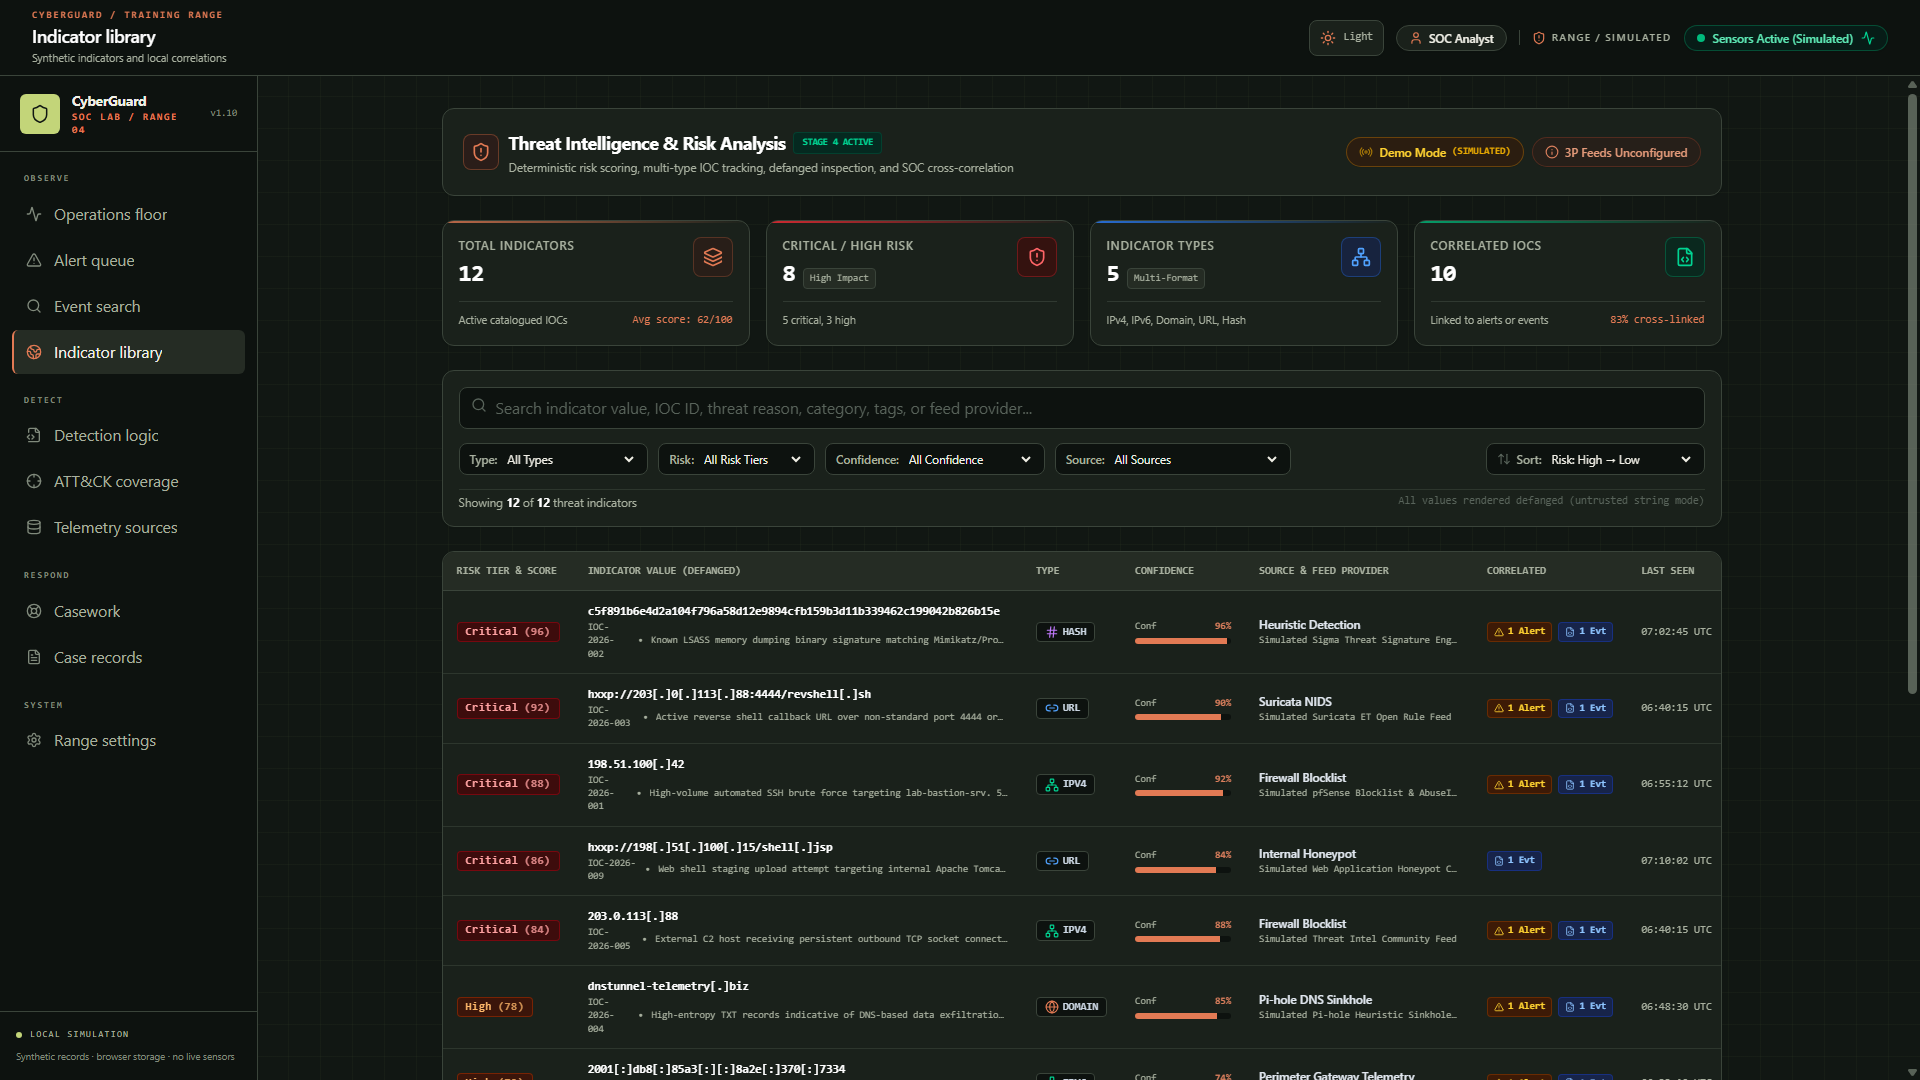 CYBERGUARD / TRAINING RANGE
Indicator library
Synthetic indicators and local correlations
Light
SOC Analyst
RANGE / SIMULATED
Sensors Active (Simulated)
CyberGuard
SOC LAB / RANGE
04
v1.10
OBSERVE
Operations floor
Alert queue
Event search
Indicator library
DETECT
Detection logic
ATT&CK coverage
Telemetry sources
RESPOND
Casework
Case records
SYSTEM
Range settings
LOCAL SIMULATION
Synthetic records · browser storage · no live sensors
Threat Intelligence & Risk Analysis
STAGE 4 ACTIVE
Deterministic risk scoring, multi-type IOC tracking, defanged inspection, and SOC cross-correlation
Demo Mode (SIMULATED)
3P Feeds Unconfigured
TOTAL INDICATORS
12
Active catalogued IOCs
Avg score: 62/100
CRITICAL / HIGH RISK
8 High Impact
5 critical, 3 high
INDICATOR TYPES
5 Multi-Format
IPv4, IPv6, Domain, URL, Hash
CORRELATED IOCS
10
Linked to alerts or events
83% cross-linked
Search indicator value, IOC ID, threat reason, category, tags, or feed provider...
Type: All Types
Risk: All Risk Tiers
Confidence: All Confidence
Source: All Sources
Sort: Risk: High → Low
Showing 12 of 12 threat indicators
All values rendered defanged (untrusted string mode)
RISK TIER & SCORE
INDICATOR VALUE (DEFANGED)
TYPE
CONFIDENCE
SOURCE & FEED PROVIDER
CORRELATED
LAST SEEN
Critical (96)
c5f891b6e4d2a104f796a58d12e9894cfb159b3d11b339462c199042b826b15e
IOC-
2026-
002
• Known LSASS memory dumping binary signature matching Mimikatz/Pro…
HASH
Conf 96%
Heuristic Detection
Simulated Sigma Threat Signature Eng…
1 Alert
1 Evt
07:02:45 UTC
Critical (92)
hxxp://203[.]0[.]113[.]88:4444/revshell[.]sh
IOC-
2026-003
• Active reverse shell callback URL over non-standard port 4444 or…
URL
Conf 90%
Suricata NIDS
Simulated Suricata ET Open Rule Feed
1 Alert
1 Evt
06:40:15 UTC
Critical (88)
198.51.100[.]42
IOC-
2026-
001
• High-volume automated SSH brute force targeting lab-bastion-srv. 5…
IPV4
Conf 92%
Firewall Blocklist
Simulated pfSense Blocklist & AbuseI…
1 Alert
1 Evt
06:55:12 UTC
Critical (86)
hxxp://198[.]51[.]100[.]15/shell[.]jsp
IOC-2026-
009
• Web shell staging upload attempt targeting internal Apache Tomca…
URL
Conf 84%
Internal Honeypot
Simulated Web Application Honeypot C…
1 Evt
07:10:02 UTC
Critical (84)
203.0.113[.]88
IOC-
2026-005
• External C2 host receiving persistent outbound TCP socket connect…
IPV4
Conf 88%
Firewall Blocklist
Simulated Threat Intel Community Feed
1 Alert
1 Evt
06:40:15 UTC
High (78)
dnstunnel-telemetry[.]biz
IOC-
2026-
004
• High-entropy TXT records indicative of DNS-based data exfiltratio…
DOMAIN
Conf 85%
Pi-hole DNS Sinkhole
Simulated Pi-hole Heuristic Sinkhole…
1 Alert
1 Evt
06:48:30 UTC
2001[:]db8[:]85a3[:][:]8a2e[:]370[:]7334
Conf 74%
Perimeter Gateway Telemetry